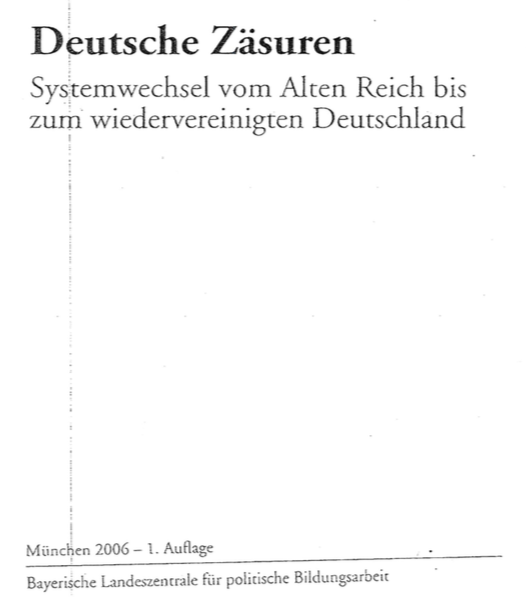 Deutsche Zäsuren
Systemwechsel vom Alten Reich bis
zum wiedervereinigten Deutschland
München 2006 – 1. Auflage
Bayerische Landeszentrale für politische Bildungsarbeit